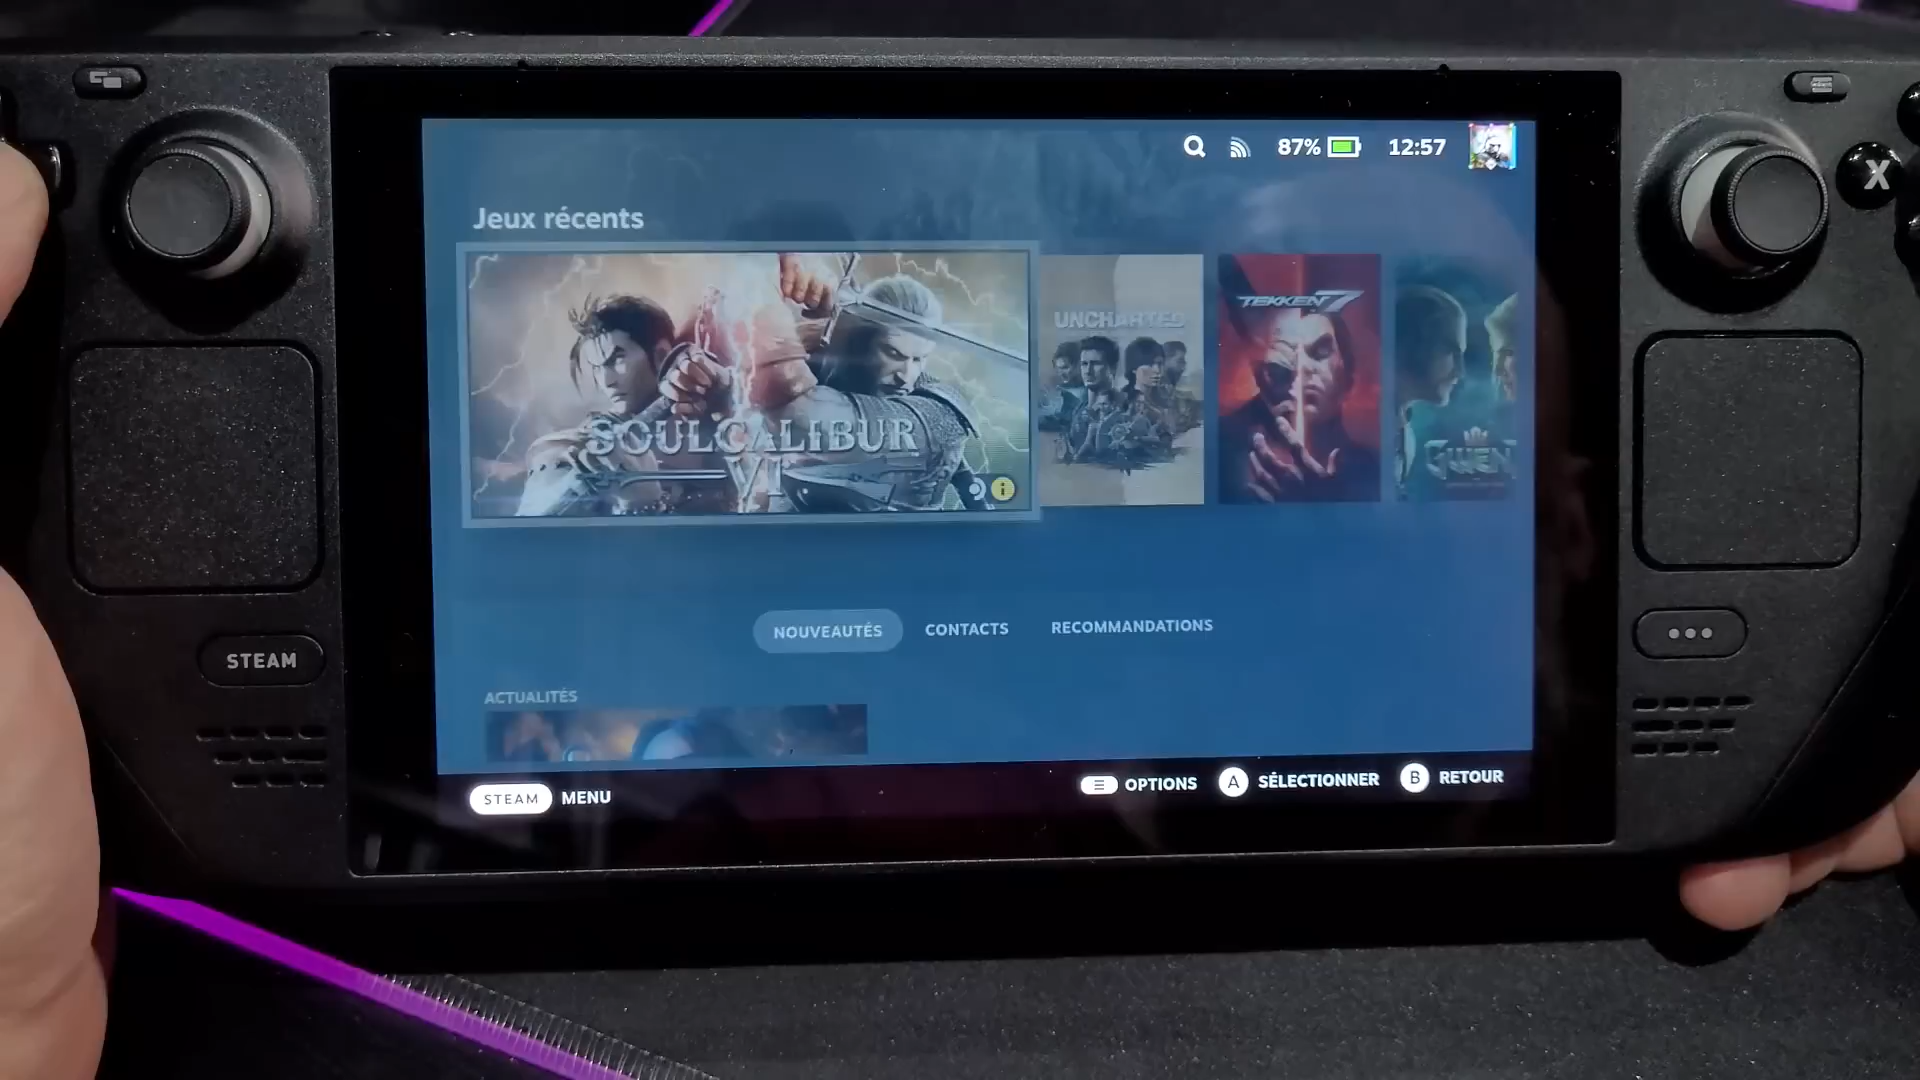 87% 12:57
Jeux récents
SOULCALIBUR
VI
UNCHARTED
TEKKEN 7
GWENT
X
NOUVEAUTÉS CONTACTS RECOMMANDATIONS
STEAM
ACTUALITÉS
STEAM MENU
OPTIONS A SÉLECTIONNER B RETOUR